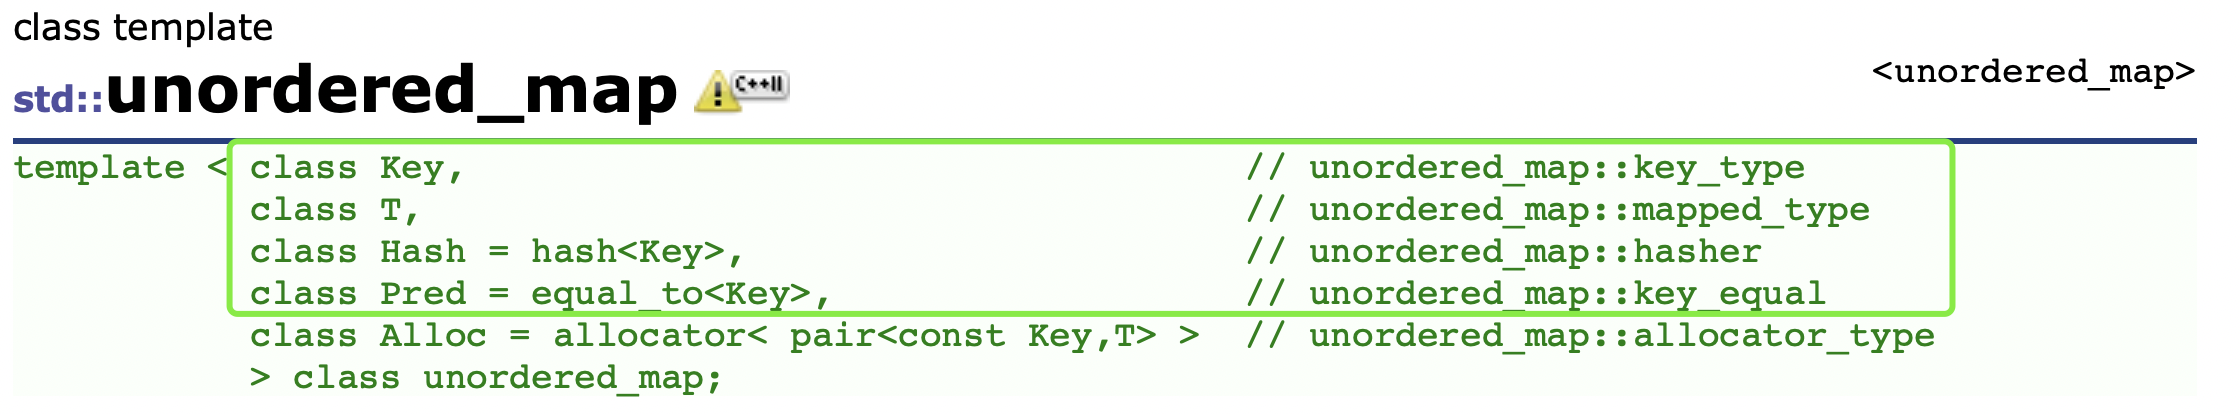 class template
std::unordered_map C++11
<unordered_map>
template < class Key, // unordered_map::key_type
class T, // unordered_map::mapped_type
class Hash = hash<Key>, // unordered_map::hasher
class Pred = equal_to<Key>, // unordered_map::key_equal
class Alloc = allocator< pair<const Key,T> > // unordered_map::allocator_type
> class unordered_map;